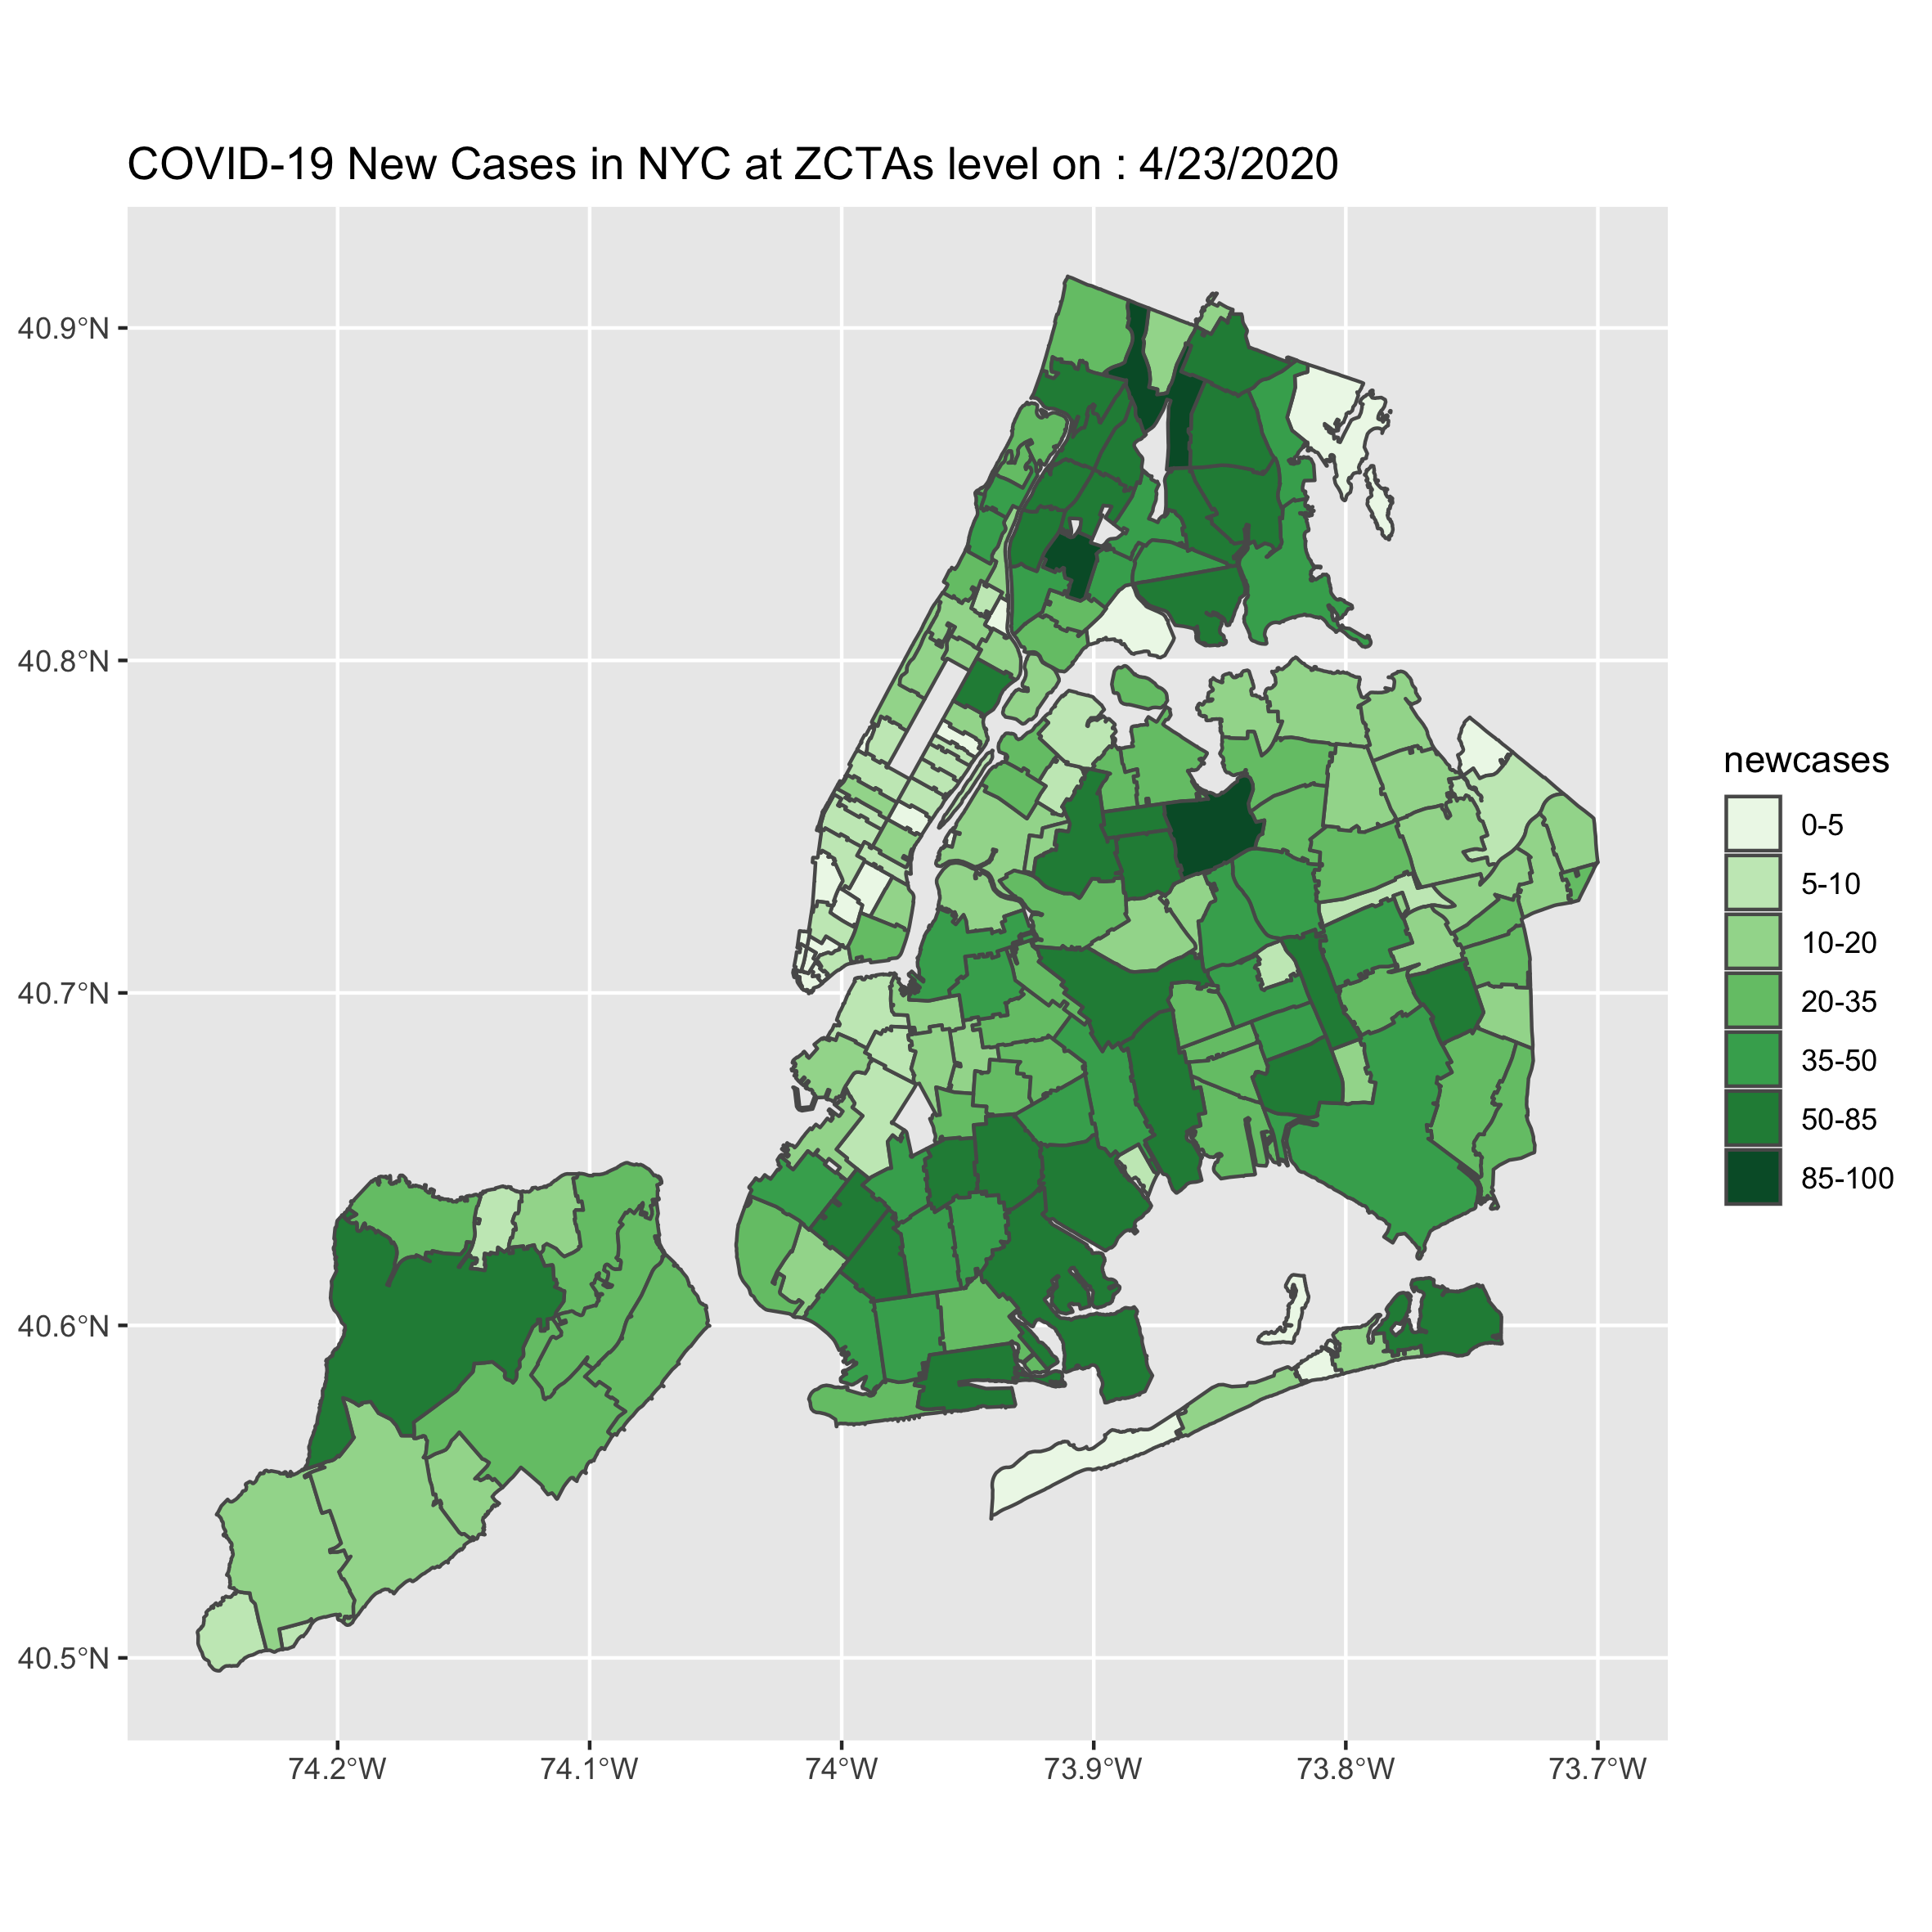 COVID-19 New Cases in NYC at ZCTAs level on : 4/23/2020
40.9°N
40.8°N
40.7°N
40.6°N
40.5°N
74.2°W
74.1°W
74°W
73.9°W
73.8°W
73.7°W
newcases
0-5
5-10
10-20
20-35
35-50
50-85
85-100